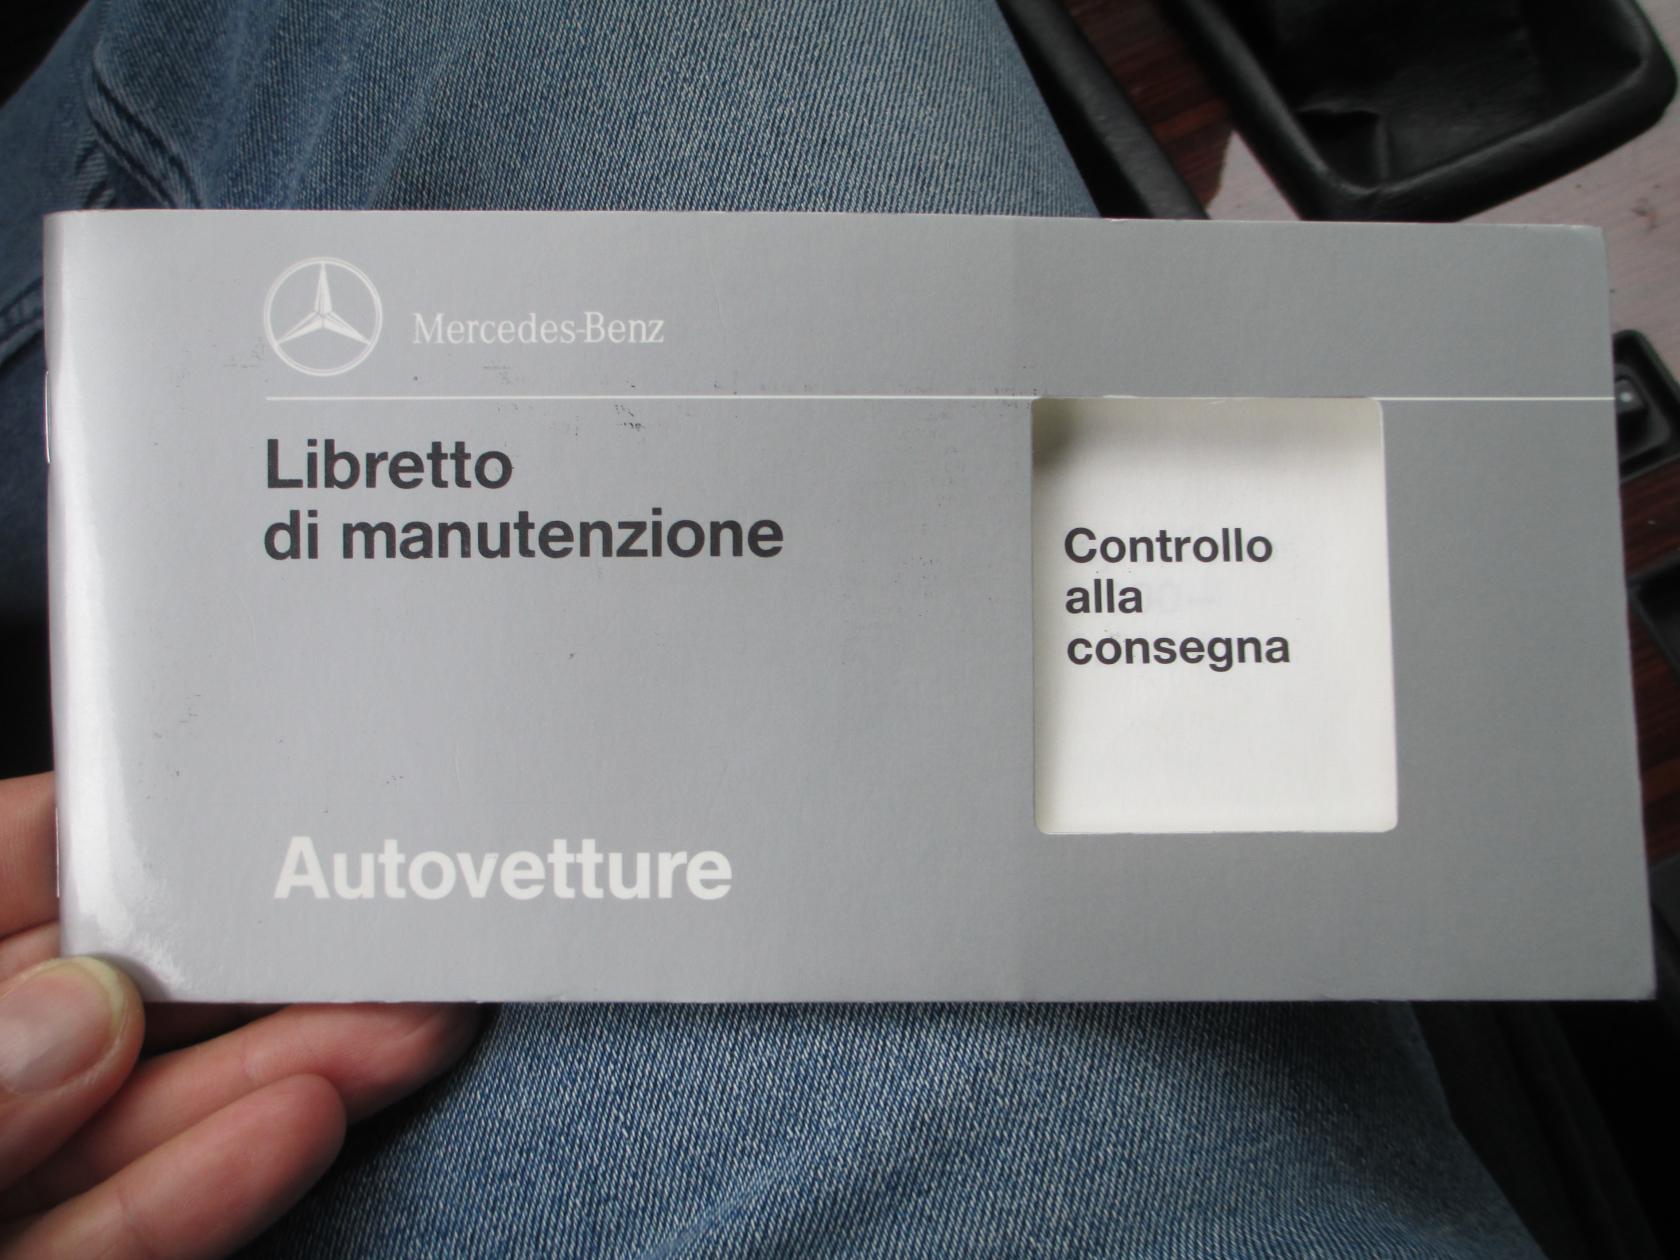 Mercedes-Benz
Libretto
di manutenzione
Controllo
alla
consegna
Autovetture